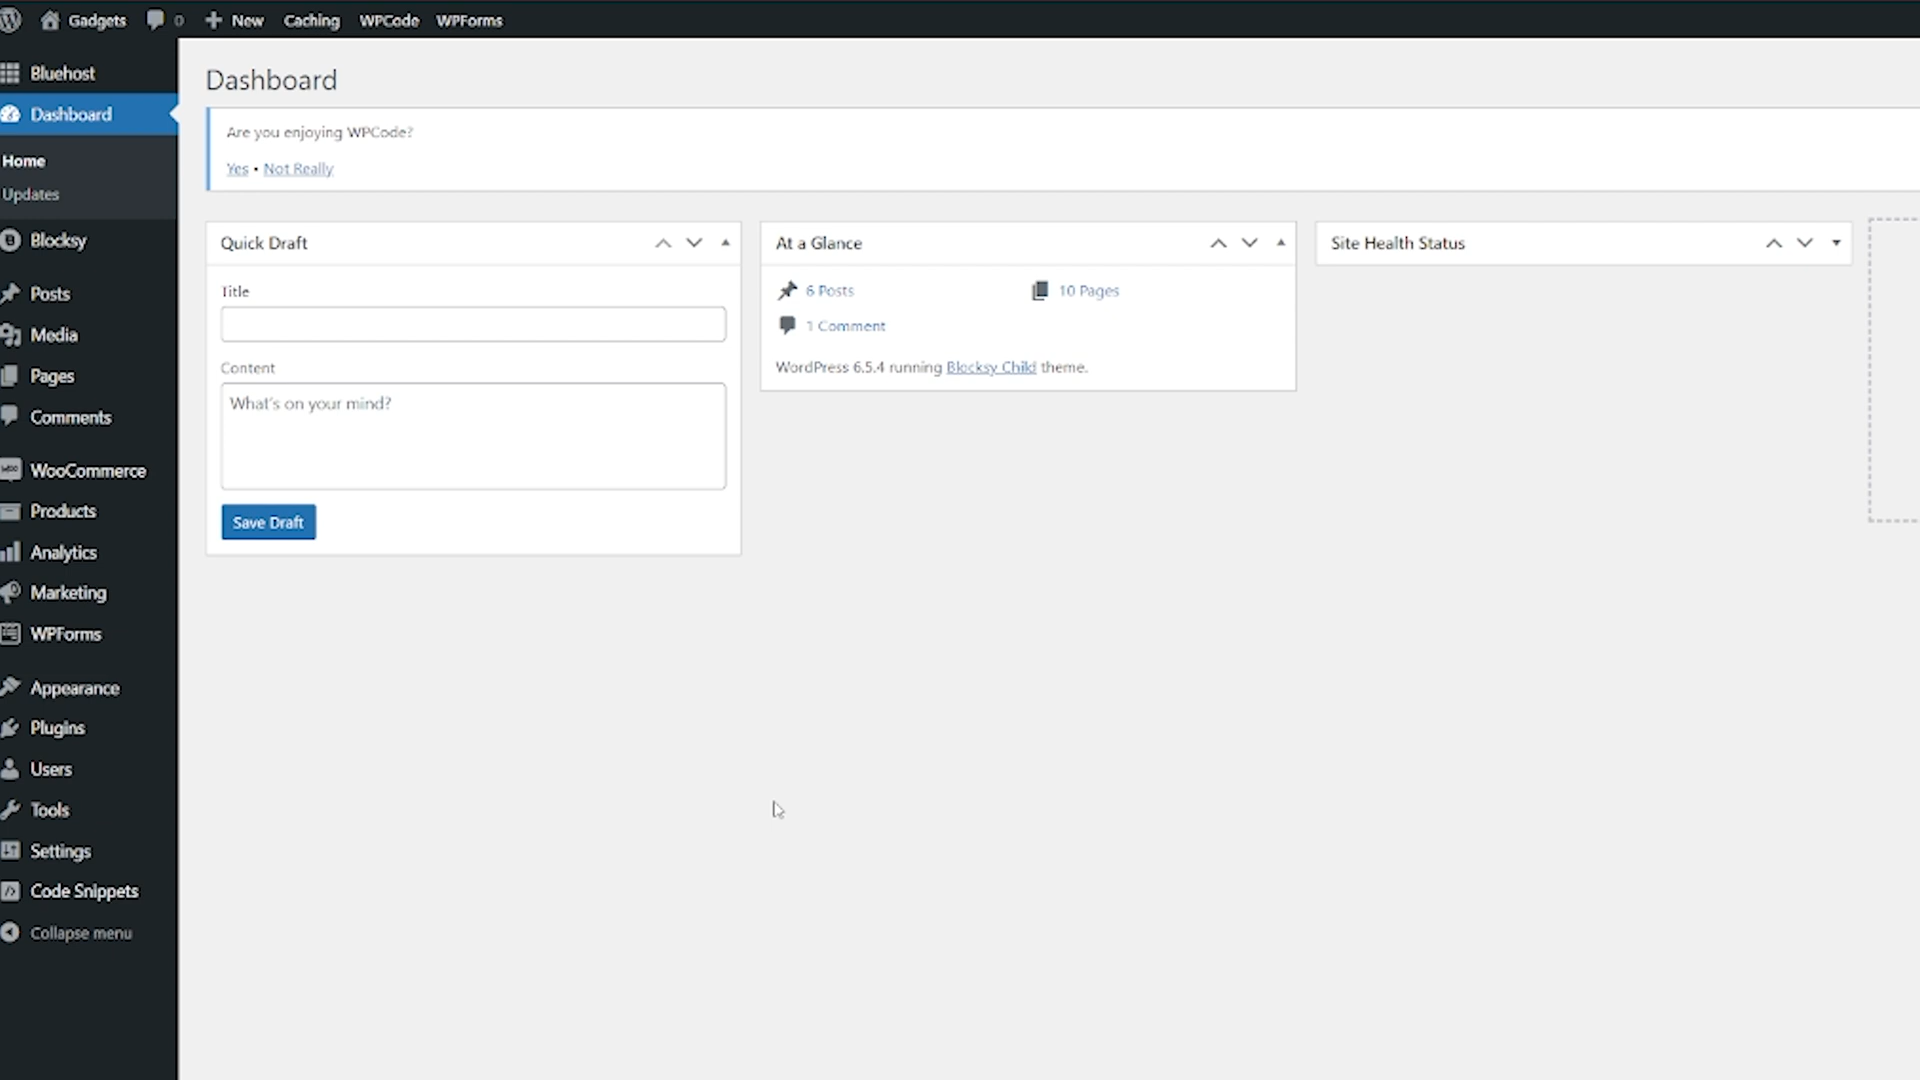 Gadgets 0 New Caching WPCode WPForms
Bluehost
Dashboard
Home
Updates
Blocksy
Posts
Media
Pages
Comments
WooCommerce
Products
Analytics
Marketing
WPForms
Appearance
Plugins
Users
Tools
Settings
Code Snippets
Collapse menu
Dashboard
Are you enjoying WPCode?
Yes • Not Really
Quick Draft
Title
Content
What's on your mind?
Save Draft
At a Glance
6 Posts
10 Pages
1 Comment
WordPress 6.5.4 running Blocksy Child theme.
Site Health Status